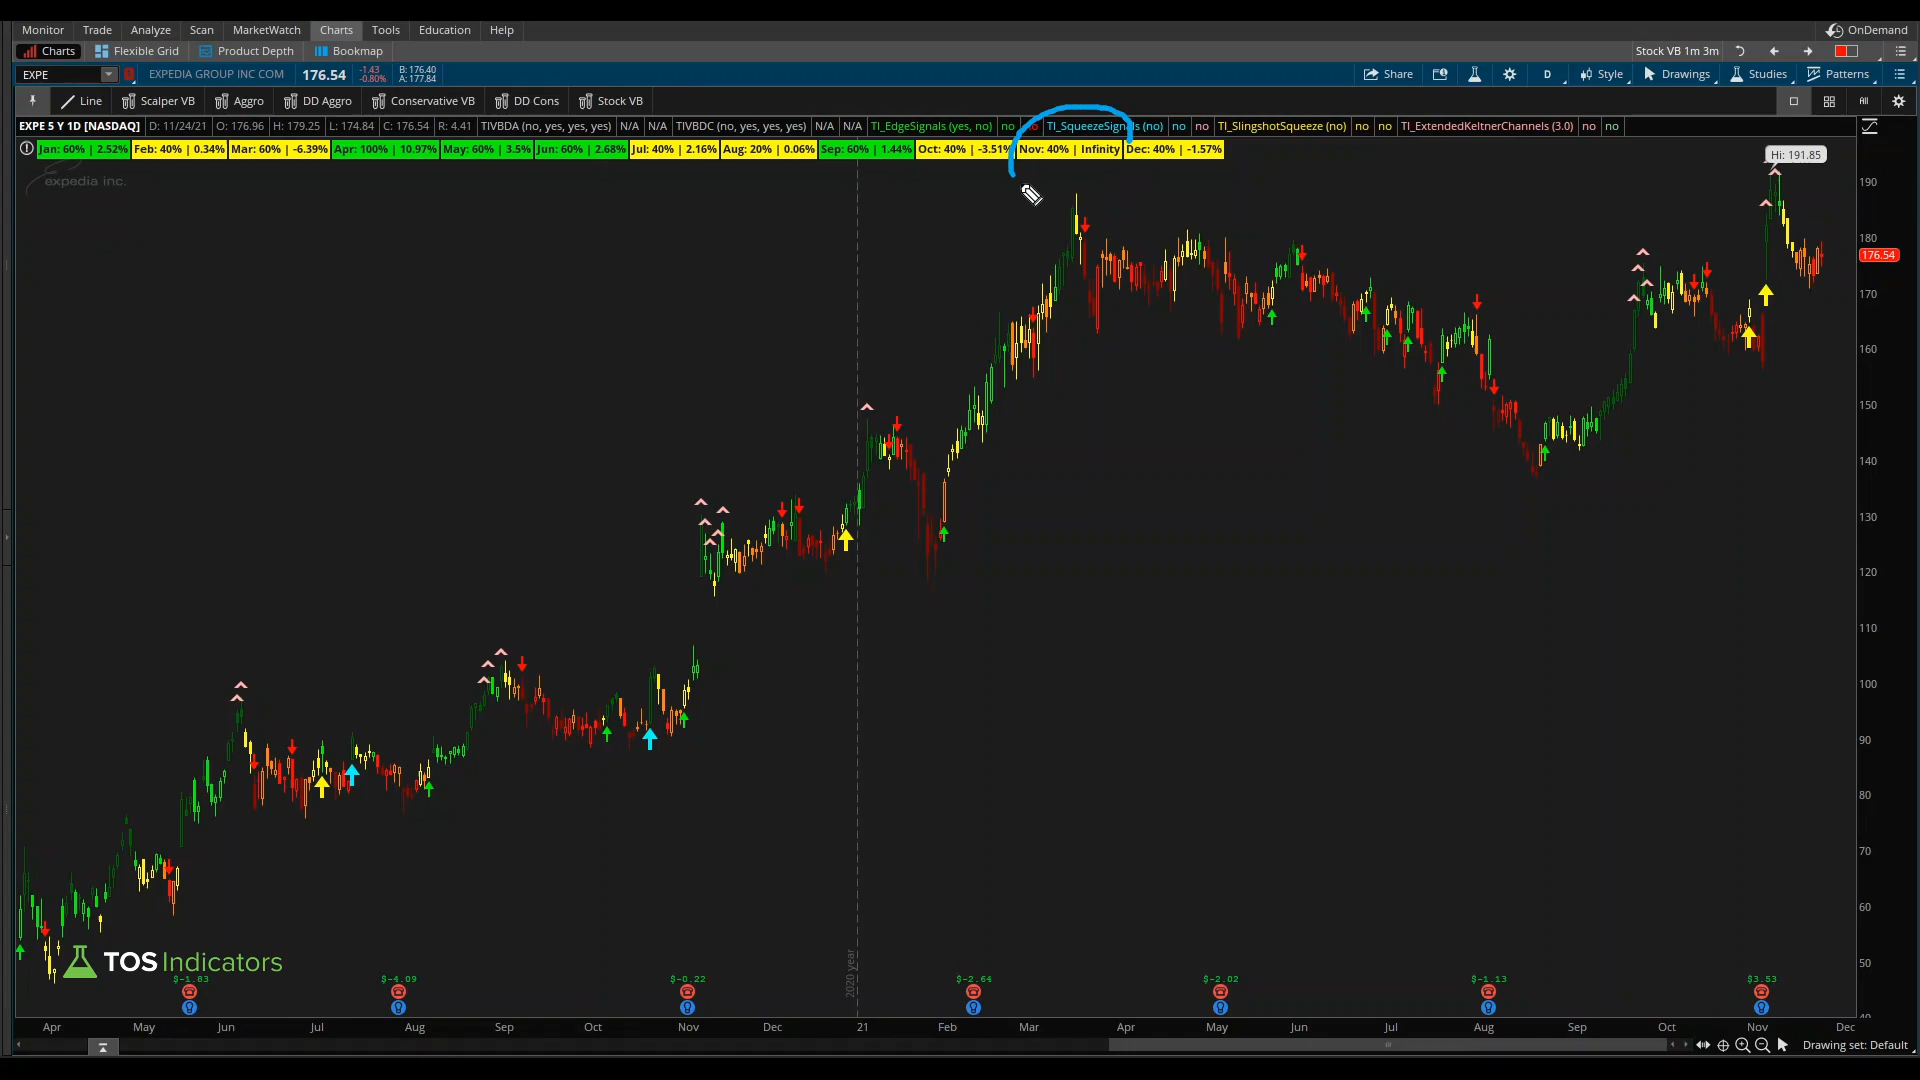 Monitor Trade Analyze Scan MarketWatch Charts Tools Education Help OnDemand
Charts Flexible Grid Product Depth Bookmap Stock VB 1m 3m
EXPE EXPEDIA GROUP INC COM 176.54 -1.43 -0.80% B: 176.40 A: 177.84 Share D Style Drawings Studies Patterns
Line Scalper VB Aggro DD Aggro Conservative VB DD Cons Stock VB All
EXPE 5 Y 1D [NASDAQ] D: 11/24/21 O: 176.96 H: 179.25 L: 174.84 C: 176.54 R: 4.41 TIVBDA (no, yes, yes, yes) N/A N/A TIVBDC (no, yes, yes, yes) N/A N/A TI_EdgeSignals (yes, no) no no TI_SqueezeSignals (no) no no TI_SlingshotSqueeze (no) no no TI_ExtendedKeltnerChannels (3.0) no no
Jan: 60% | 2.52% Feb: 40% | 0.34% Mar: 60% | -6.39% Apr: 100% | 10.97% May: 60% | 3.5% Jun: 60% | 2.68% Jul: 40% | 2.16% Aug: 20% | 0.06% Sep: 60% | 1.44% Oct: 40% | -3.51% Nov: 40% | Infinity Dec: 40% | -1.57%
Hi: 191.85
expedia inc.
190
180
176.54
170
160
150
140
130
120
110
100
90
80
70
60
50
40
2020 year
TOS Indicators
$-1.83 $-4.09 $-0.22 $-2.64 $-2.02 $-1.13 $3.53
Apr May Jun Jul Aug Sep Oct Nov Dec 21 Feb Mar Apr May Jun Jul Aug Sep Oct Nov Dec
Drawing set: Default